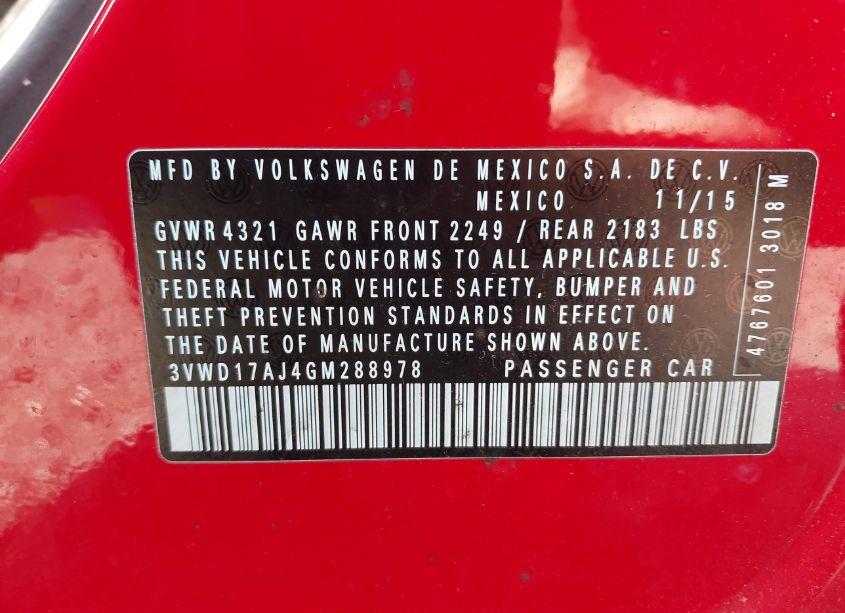 MFD BY VOLKSWAGEN DE MEXICO S.A. DE C.V.
MEXICO 11/15
GVWR 4321 GAWR FRONT 2249 / REAR 2183 LBS
THIS VEHICLE CONFORMS TO ALL APPLICABLE U.S.
FEDERAL MOTOR VEHICLE SAFETY, BUMPER AND
THEFT PREVENTION STANDARDS IN EFFECT ON
THE DATE OF MANUFACTURE SHOWN ABOVE.
3VWD17AJ4GM288978 PASSENGER CAR
4767601 3018 M